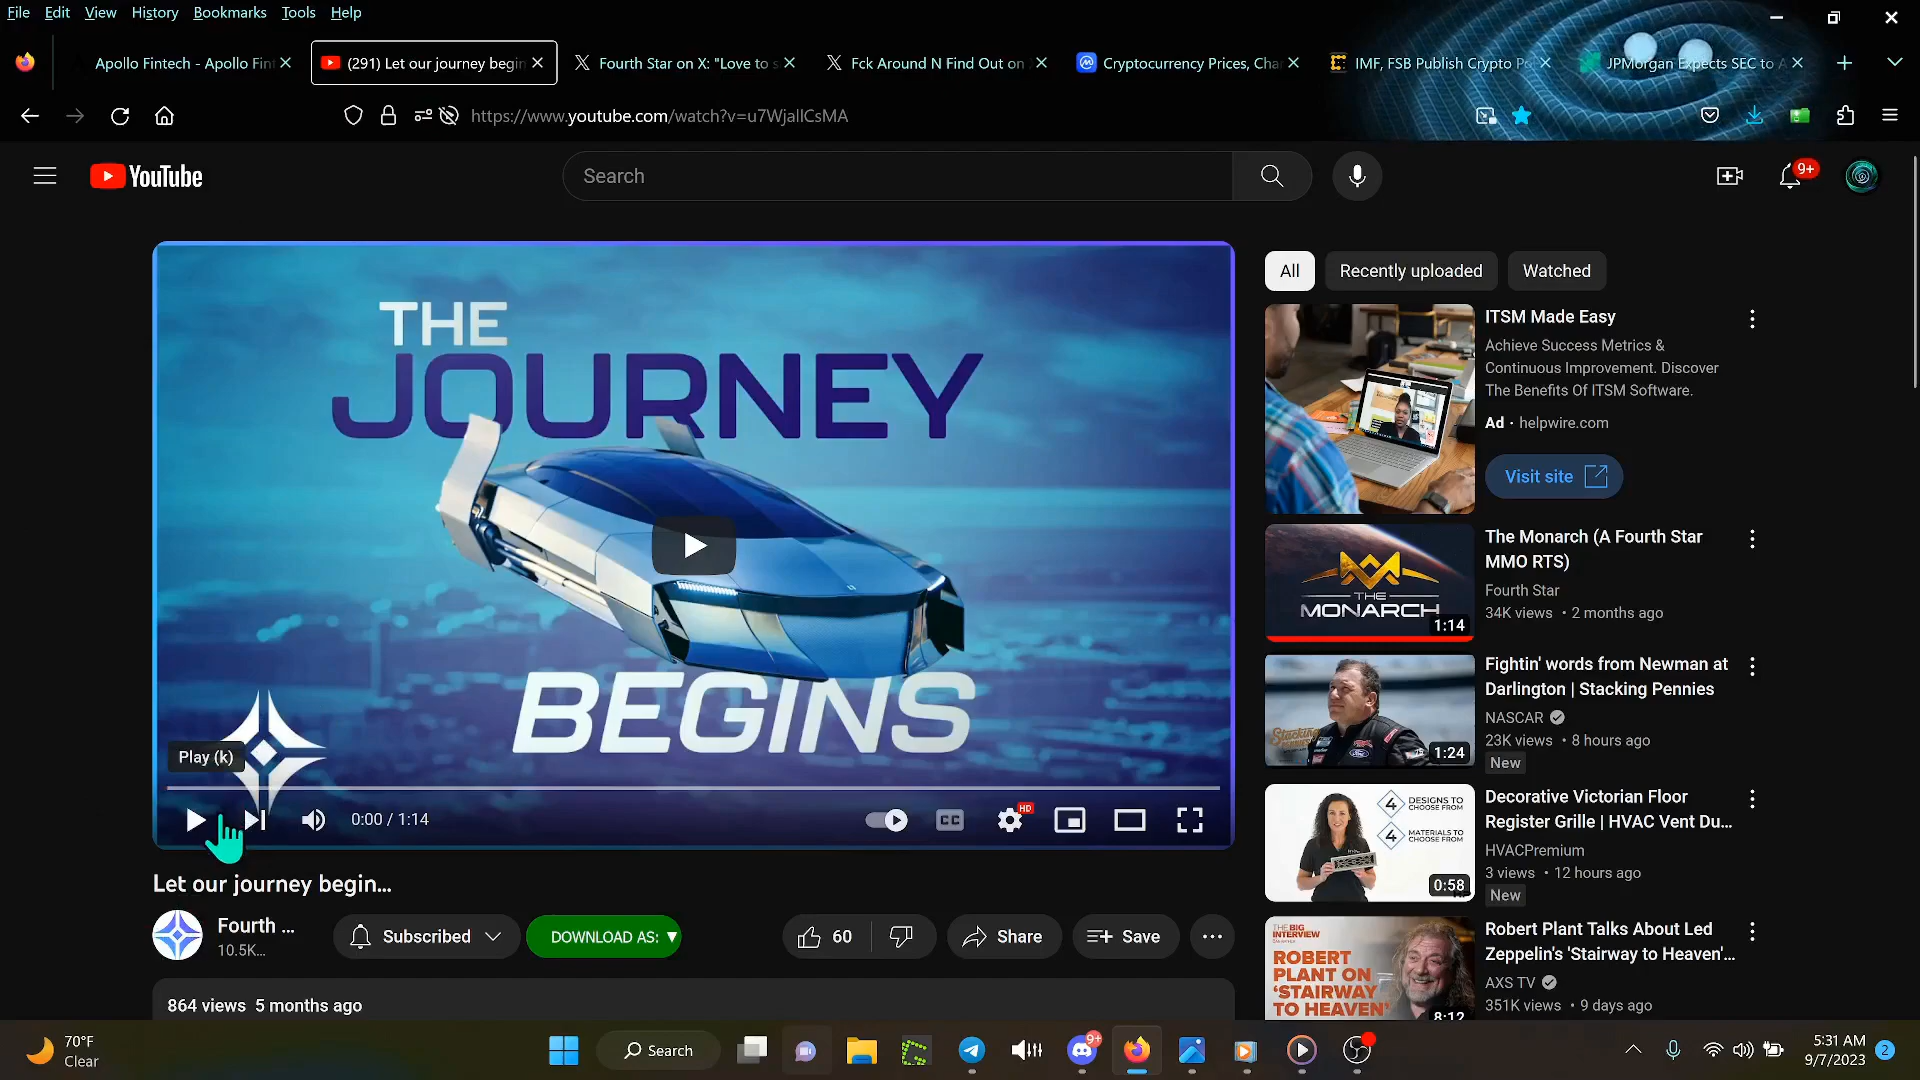 File Edit View History Bookmarks Tools Help
Apollo Fintech - Apollo Fint
(291) Let our journey begin
Fourth Star on X: "Love to s
Fck Around N Find Out on
Cryptocurrency Prices, Cha
IMF, FSB Publish Crypto Po
JPMorgan Expects SEC to A
https://www.youtube.com/watch?v=u7WjallCsMA
YouTube
Search
9+
THE
JOURNEY
BEGINS
Play (k)
0:00 / 1:14
CC
HD
Let our journey begin...
Fourth ...
10.5K...
Subscribed
DOWNLOAD AS: ▼
60
Share
Save
864 views 5 months ago
All
Recently uploaded
Watched
ITSM Made Easy
Achieve Success Metrics &
Continuous Improvement. Discover
The Benefits Of ITSM Software.
Ad · helpwire.com
Visit site
THE
MONARCH
1:14
The Monarch (A Fourth Star
MMO RTS)
Fourth Star
34K views • 2 months ago
Stacking
Pennies
1:24
Fightin' words from Newman at
Darlington | Stacking Pennies
NASCAR
23K views • 8 hours ago
New
4 DESIGNS TO
CHOOSE FROM
4 MATERIALS TO
CHOOSE FROM
0:58
Decorative Victorian Floor
Register Grille | HVAC Vent Du...
HVACPremium
3 views • 12 hours ago
New
THE BIG
INTERVIEW
ROBERT
PLANT ON
'STAIRWAY
TO HEAVEN'
8:12
Robert Plant Talks About Led
Zeppelin's 'Stairway to Heaven'...
AXS TV
351K views • 9 days ago
70°F
Clear
Search
9+
5:31 AM
9/7/2023
2